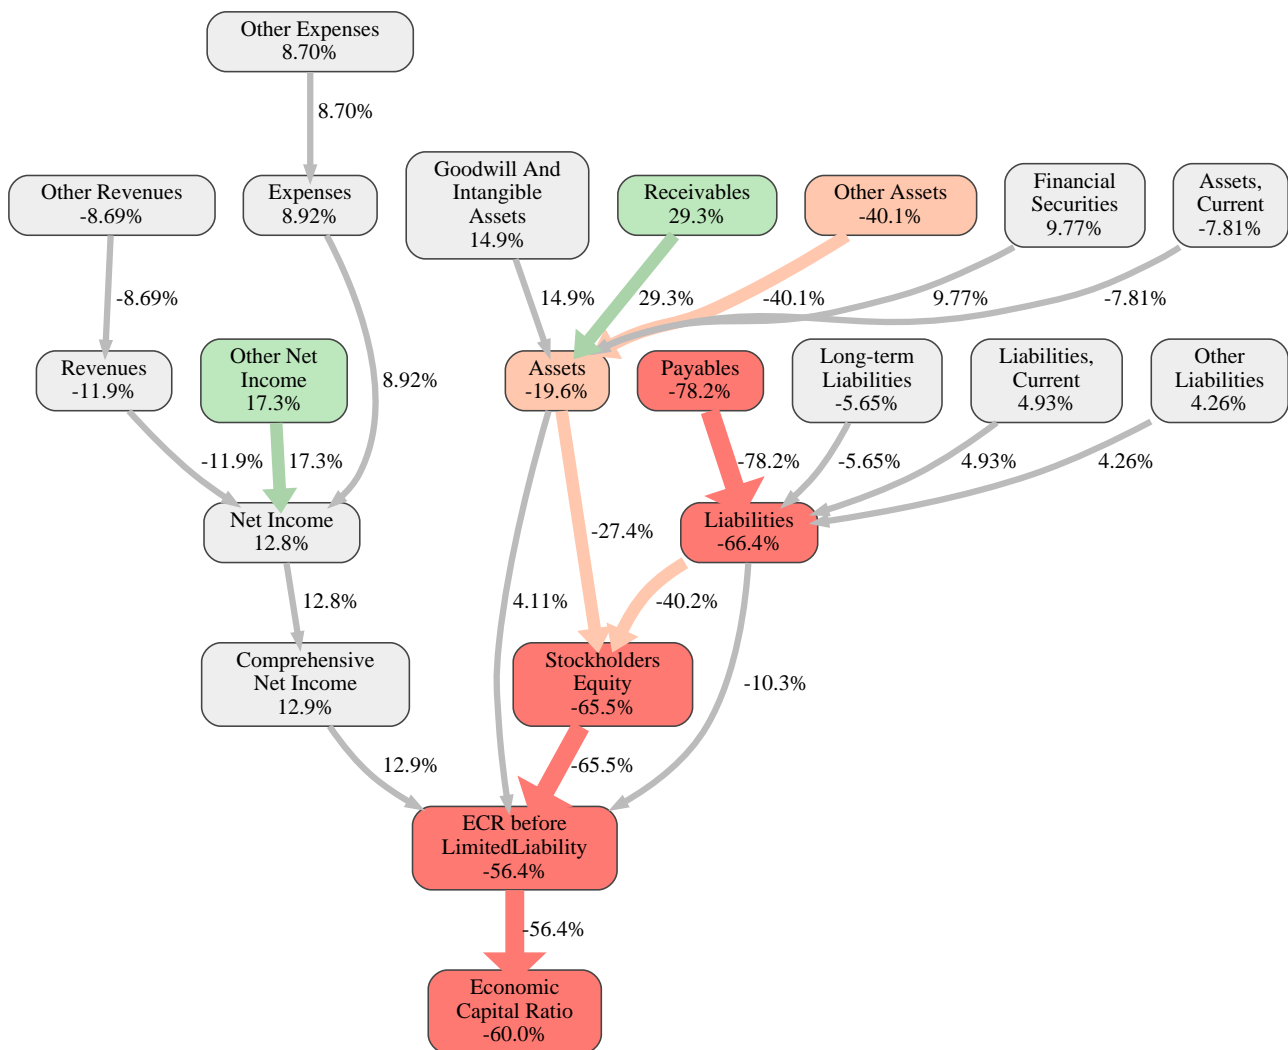 Other Expenses
8.70%
8.70%
Other Revenues
-8.69%
Expenses
8.92%
Goodwill And
Intangible
Assets
14.9%
Receivables
29.3%
Other Assets
-40.1%
Financial
Securities
9.77%
Assets,
Current
-7.81%
-8.69%
14.9%
29.3%
-40.1%
9.77%
-7.81%
Revenues
-11.9%
Other Net
Income
17.3%
8.92%
Assets
-19.6%
Payables
-78.2%
Long-term
Liabilities
-5.65%
Liabilities,
Current
4.93%
Other
Liabilities
4.26%
-11.9%
17.3%
-78.2%
-5.65%
4.93%
4.26%
Net Income
12.8%
-27.4%
Liabilities
-66.4%
12.8%
4.11%
-40.2%
Comprehensive
Net Income
12.9%
Stockholders
Equity
-65.5%
-10.3%
12.9%
-65.5%
ECR before
LimitedLiability
-56.4%
-56.4%
Economic
Capital Ratio
-60.0%